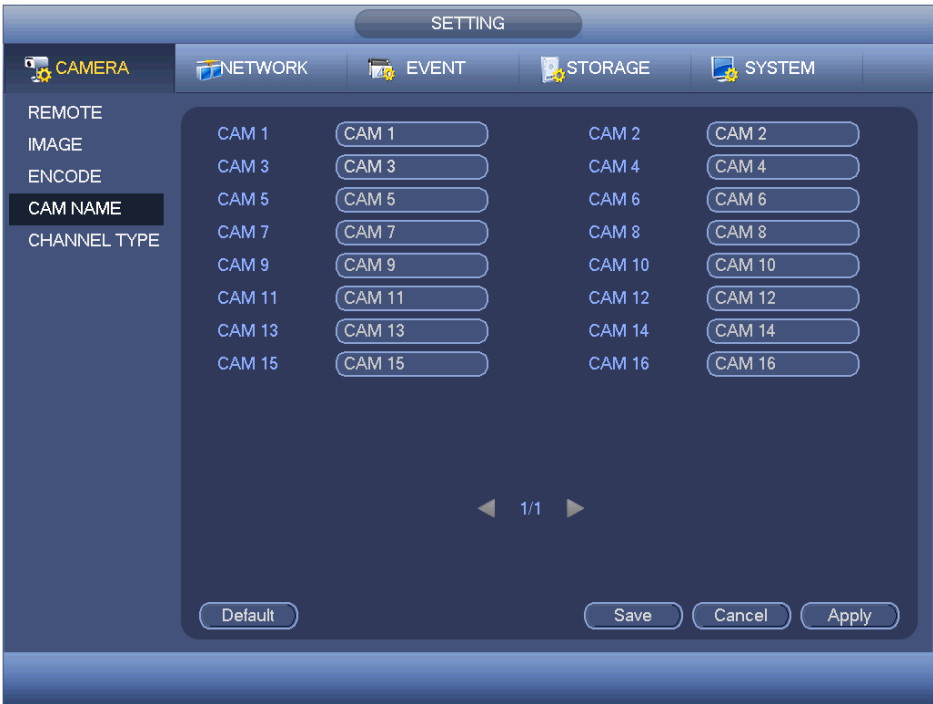 SETTING
CAMERA NETWORK EVENT STORAGE SYSTEM
REMOTE
IMAGE
ENCODE
CAM NAME
CHANNEL TYPE
CAM 1 CAM 1 CAM 2 CAM 2
CAM 3 CAM 3 CAM 4 CAM 4
CAM 5 CAM 5 CAM 6 CAM 6
CAM 7 CAM 7 CAM 8 CAM 8
CAM 9 CAM 9 CAM 10 CAM 10
CAM 11 CAM 11 CAM 12 CAM 12
CAM 13 CAM 13 CAM 14 CAM 14
CAM 15 CAM 15 CAM 16 CAM 16
1/1
Default Save Cancel Apply